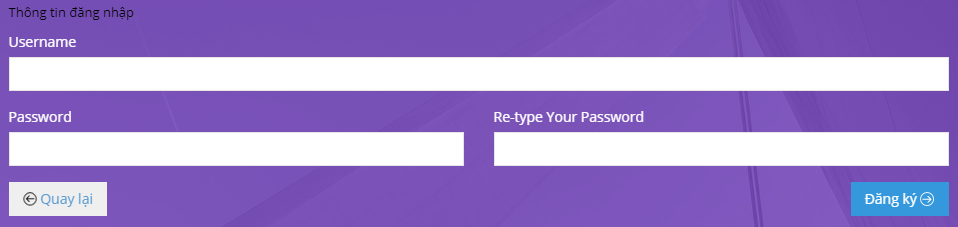 Thông tin đăng nhập
Username
Password
Re-type Your Password
Quay lại
Đăng ký